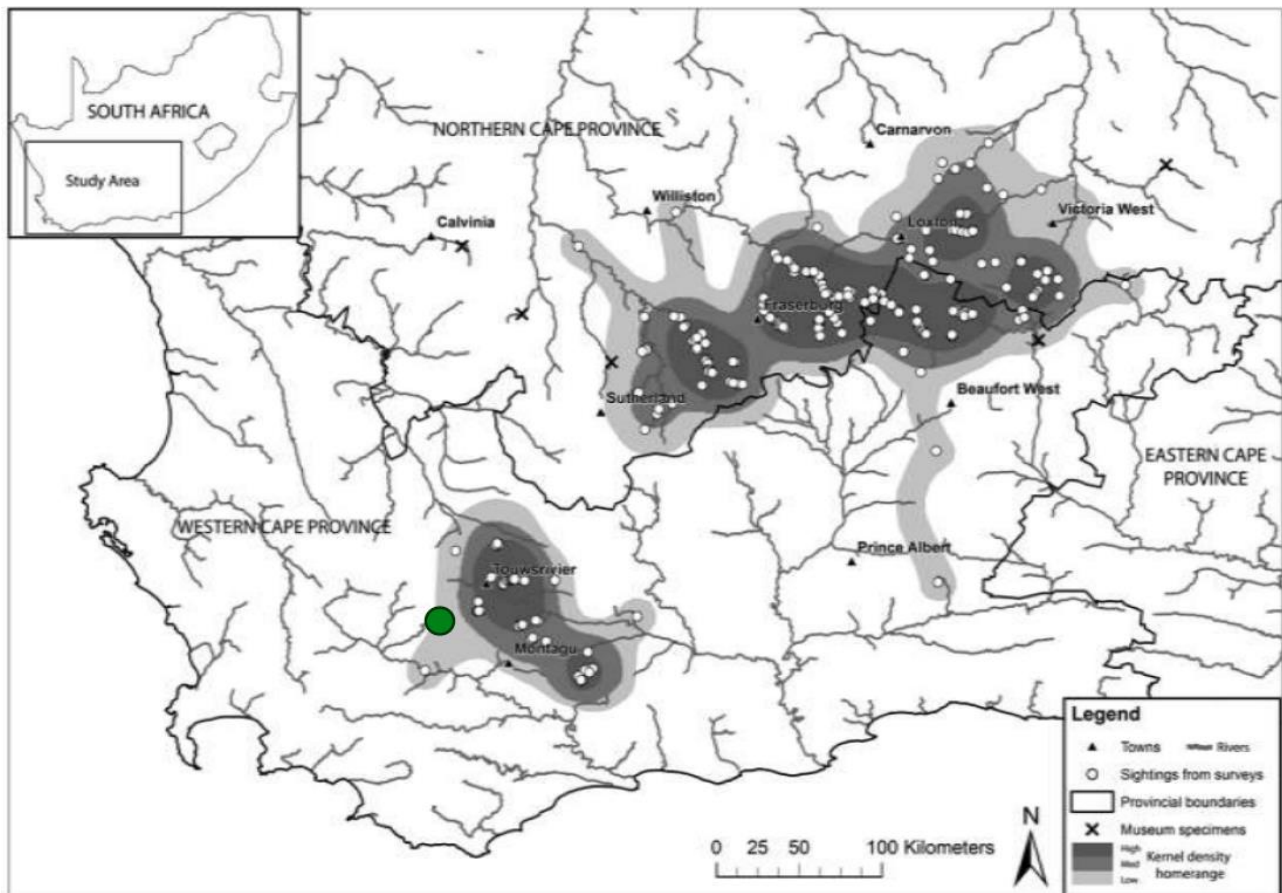 SOUTH AFRICA
Study Area
NORTHERN CAPE PROVINCE
Carnarvon
Williston
Calvinia
Loxton
Victoria West
Fraserburg
Sutherland
Beaufort West
EASTERN CAPE
PROVINCE
WESTERN CAPE PROVINCE
Prince Albert
Touwsrivier
Montagu
Legend
Towns
Rivers
Sightings from surveys
Provincial boundaries
Museum specimens
High
Med
Low
Kernel density
homerange
N
0 25 50 100 Kilometers